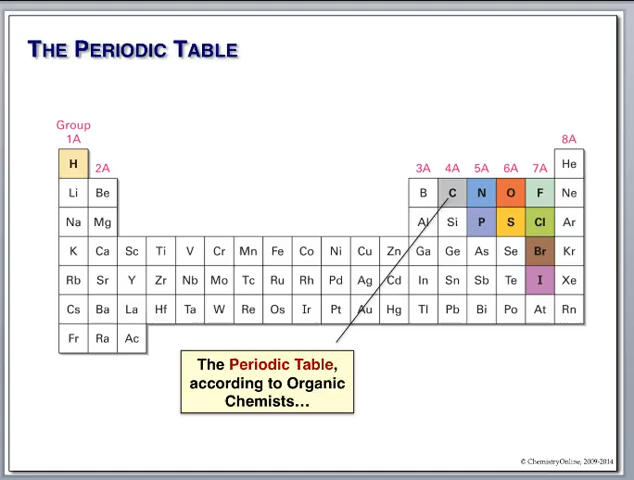 THE PERIODIC TABLE
Group
1A 8A
H 2A 3A 4A 5A 6A 7A He
Li Be B C N O F Ne
Na Mg Al Si P S Cl Ar
K Ca Sc Ti V Cr Mn Fe Co Ni Cu Zn Ga Ge As Se Br Kr
Rb Sr Y Zr Nb Mo Tc Ru Rh Pd Ag Cd In Sn Sb Te I Xe
Cs Ba La Hf Ta W Re Os Ir Pt Au Hg Tl Pb Bi Po At Rn
Fr Ra Ac
The Periodic Table,
according to Organic
Chemists…
© ChemistryOnline, 2009-2014